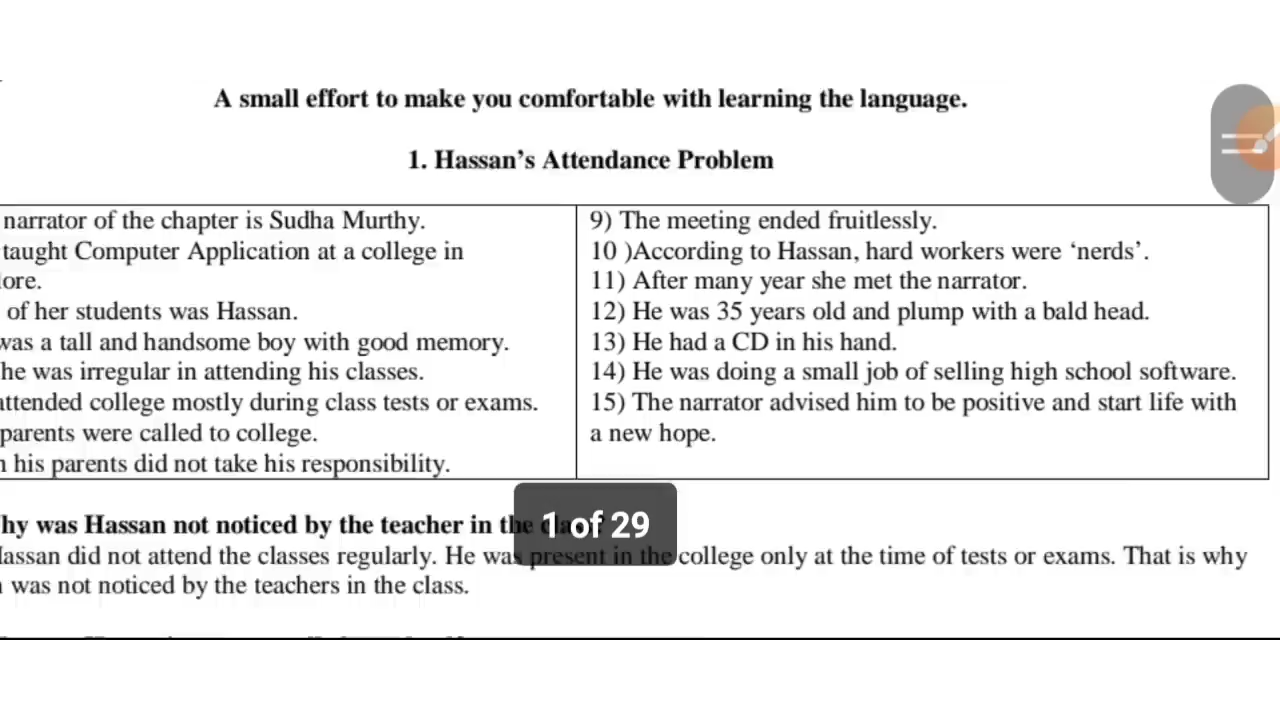 A small effort to make you comfortable with learning the language.
1. Hassan's Attendance Problem
narrator of the chapter is Sudha Murthy.
taught Computer Application at a college in
lore.
of her students was Hassan.
was a tall and handsome boy with good memory.
he was irregular in attending his classes.
attended college mostly during class tests or exams.
parents were called to college.
his parents did not take his responsibility.
9) The meeting ended fruitlessly.
10 )According to Hassan, hard workers were ‘nerds’.
11) After many year she met the narrator.
12) He was 35 years old and plump with a bald head.
13) He had a CD in his hand.
14) He was doing a small job of selling high school software.
15) The narrator advised him to be positive and start life with
a new hope.
hy was Hassan not noticed by the teacher in the
1 of 29
Hassan did not attend the classes regularly. He was present in the college only at the time of tests or exams. That is why
was not noticed by the teachers in the class.